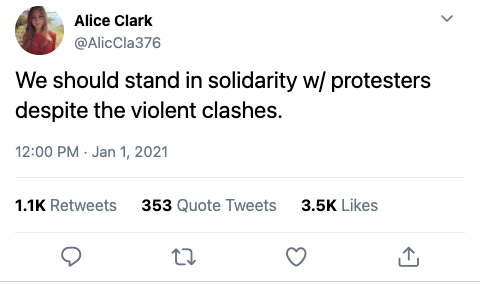 Alice Clark
@AlicCla376
We should stand in solidarity w/ protesters
despite the violent clashes.
12:00 PM · Jan 1, 2021
1.1K Retweets 353 Quote Tweets 3.5K Likes